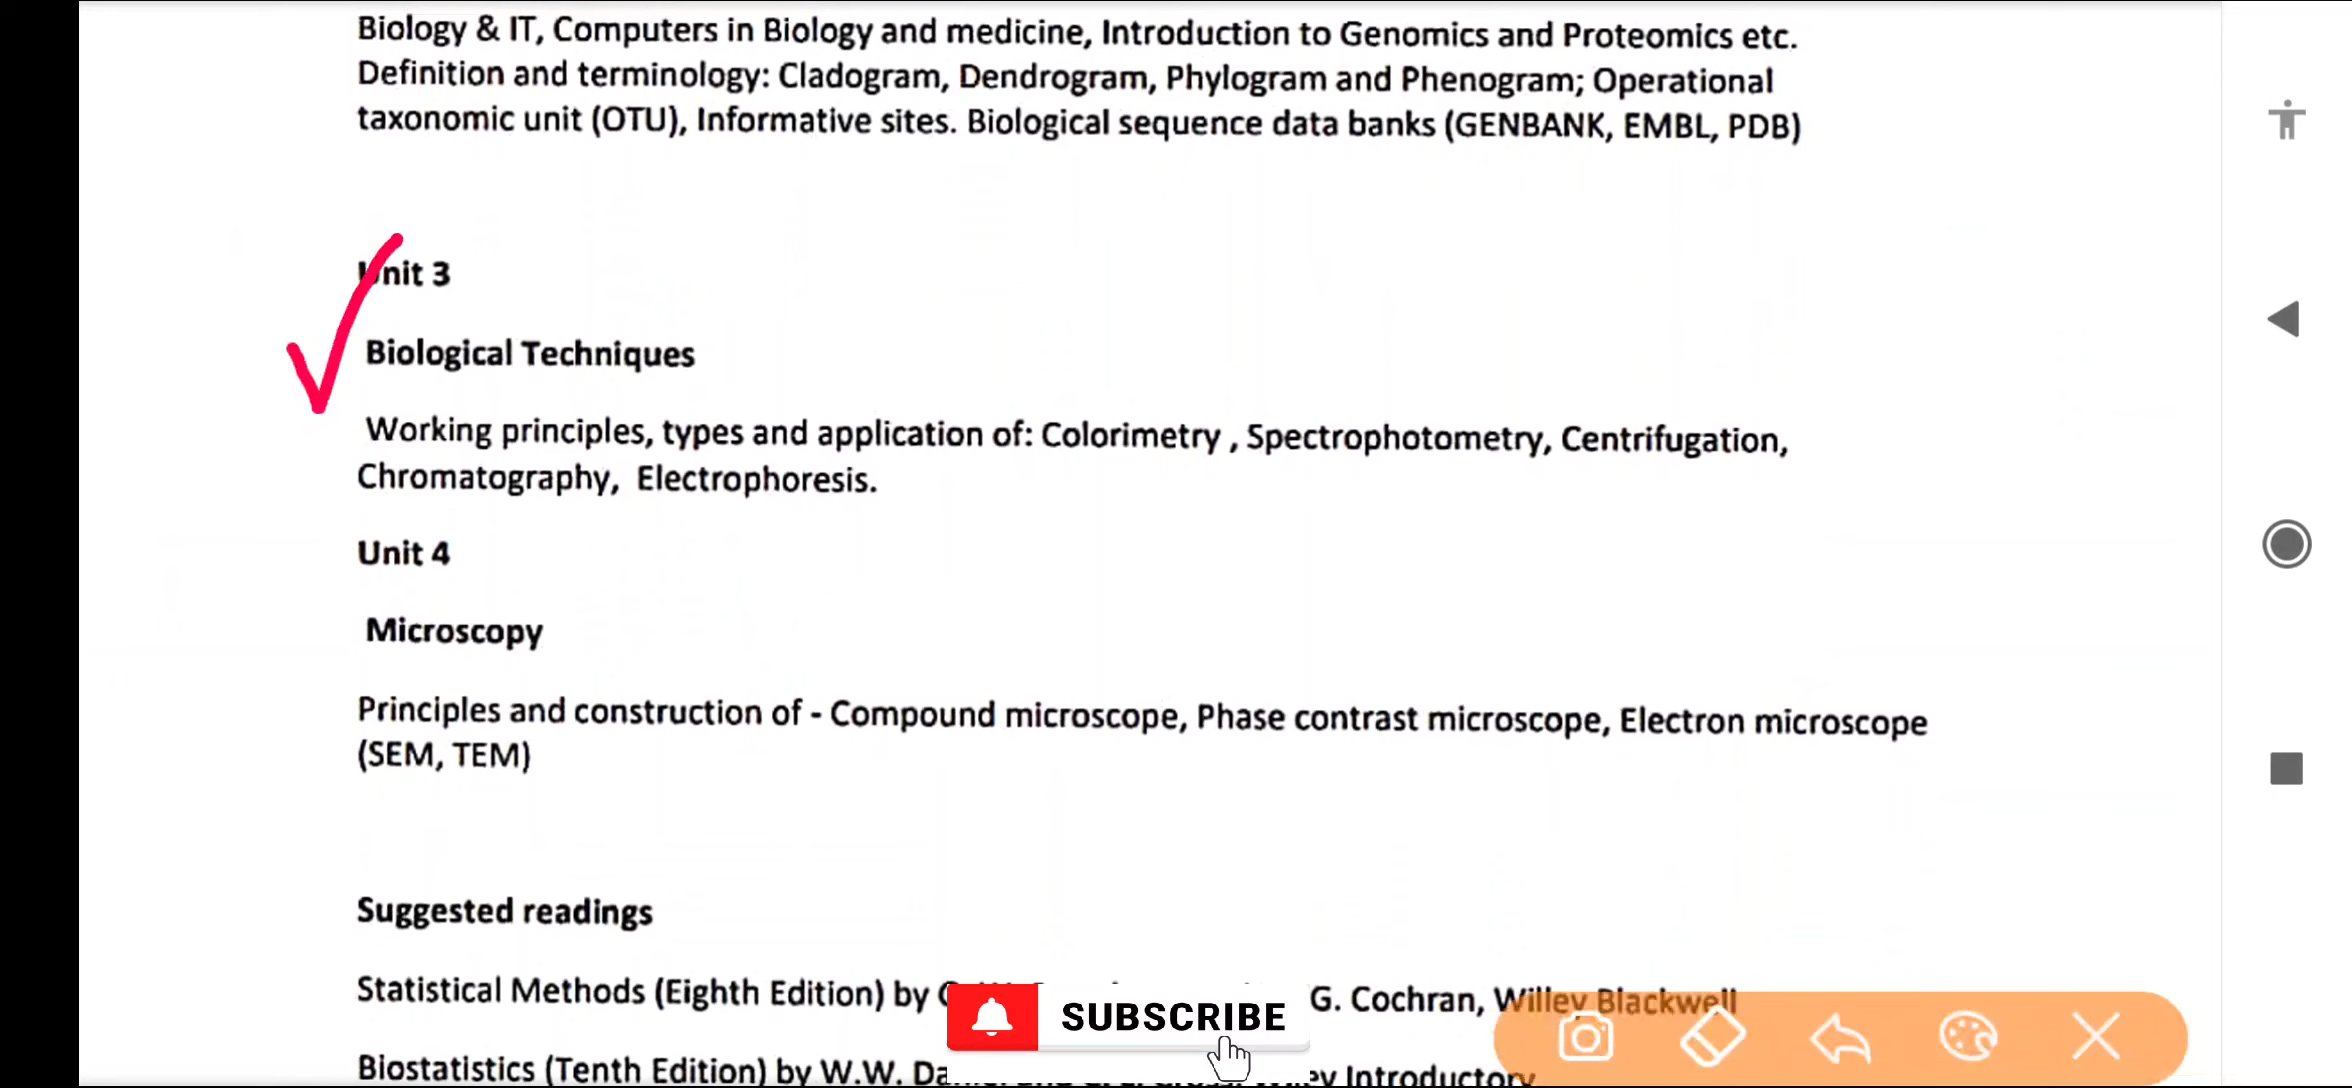 Biology & IT, Computers in Biology and medicine, Introduction to Genomics and Proteomics etc.
Definition and terminology: Cladogram, Dendrogram, Phylogram and Phenogram; Operational
taxonomic unit (OTU), Informative sites. Biological sequence data banks (GENBANK, EMBL, PDB)
Unit 3
Biological Techniques
Working principles, types and application of: Colorimetry , Spectrophotometry, Centrifugation,
Chromatography, Electrophoresis.
Unit 4
Microscopy
Principles and construction of - Compound microscope, Phase contrast microscope, Electron microscope
(SEM, TEM)
Suggested readings
Statistical Methods (Eighth Edition) by G. Cochran, Willey Blackwell
SUBSCRIBE
Biostatistics (Tenth Edition) by W.W. Introductory